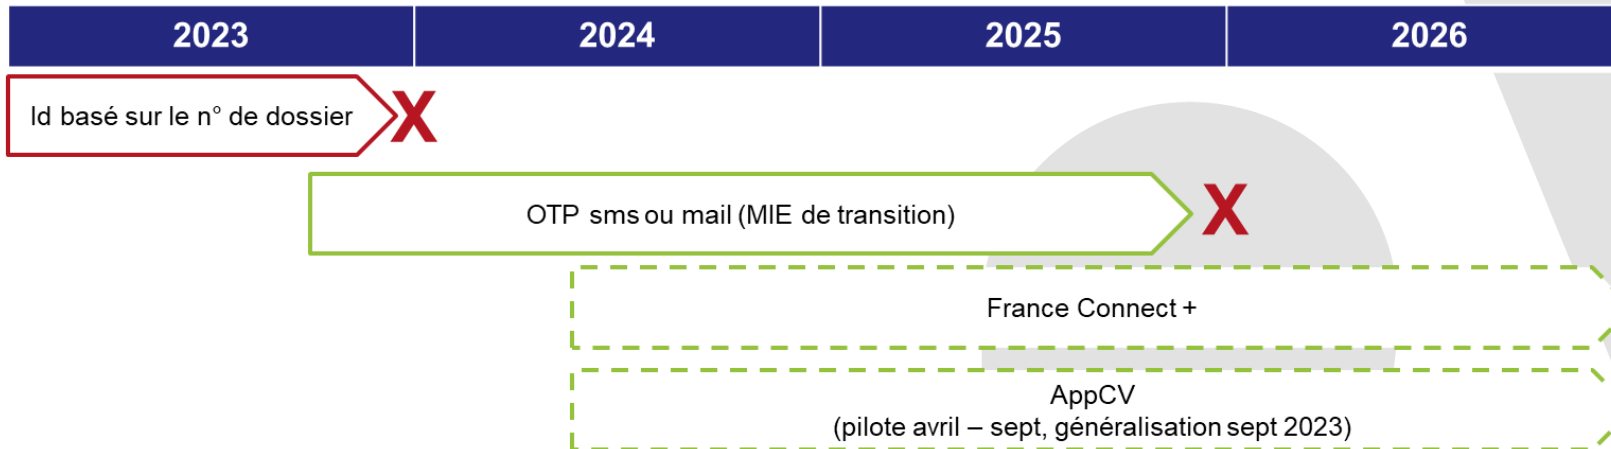 2023 2024 2025 2026
Id basé sur le n° de dossier
X
OTP sms ou mail (MIE de transition)
X
France Connect +
AppCV
(pilote avril – sept, généralisation sept 2023)